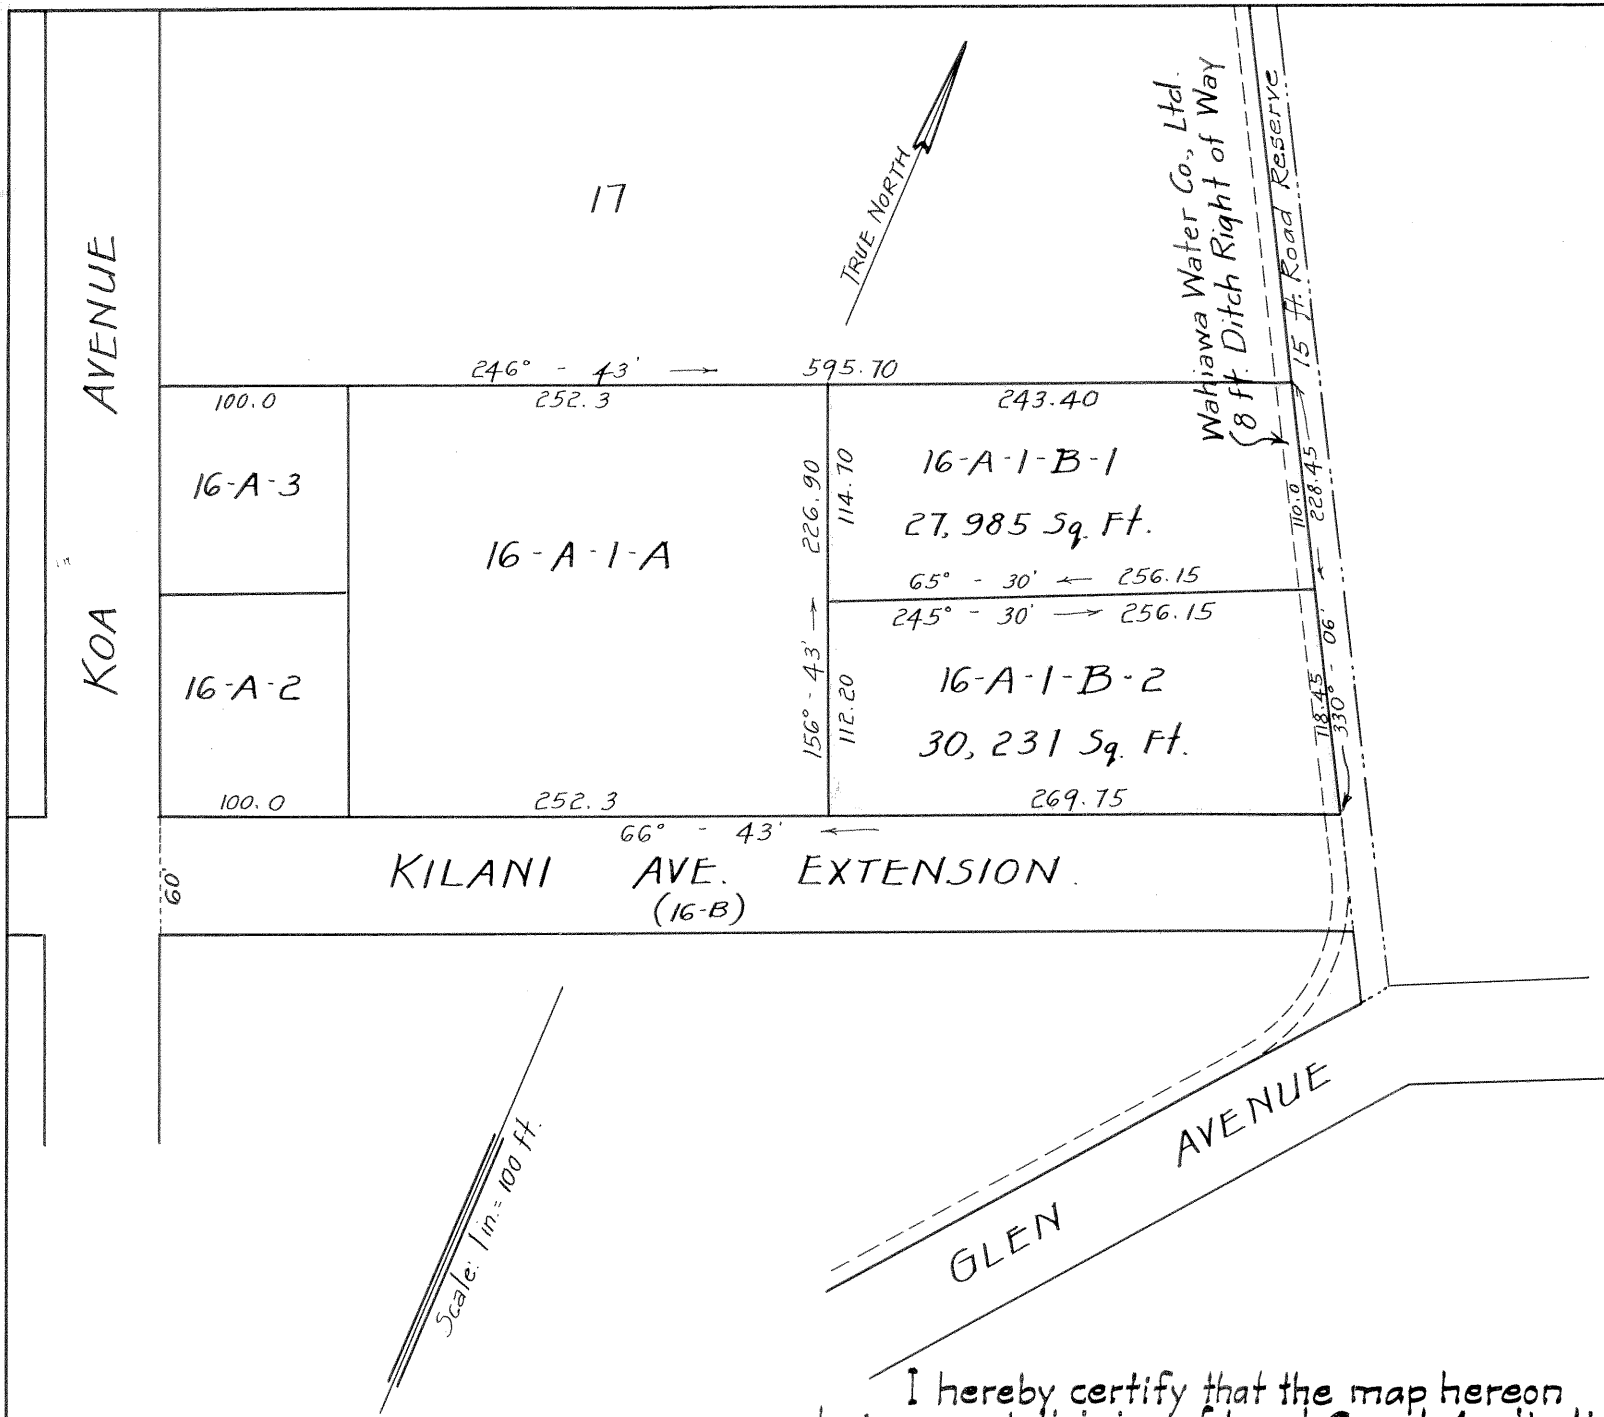 KOA AVENUE
17
TRUE NORTH
Wahiawa Water Co., Ltd.
8 ft. Ditch Right of Way
15 ft. Road Reserve
246° - 43' → 595.70
100.0
252.3
243.40
16-A-3
16-A-1-A
226.90
114.70
16-A-1-B-1
27,985 Sq. Ft.
110.0
228.45
65° - 30' ← 256.15
245° - 30' → 256.15
16-A-2
156° - 43' →
112.20
16-A-1-B-2
30,231 Sq. Ft.
118.45
330° - 06'
100.0
252.3
269.75
66° - 43' ←
KILANI AVE. EXTENSION.
(16-B)
60'
Scale: 1 in. = 100 ft.
GLEN AVENUE
I hereby certify that the map hereon